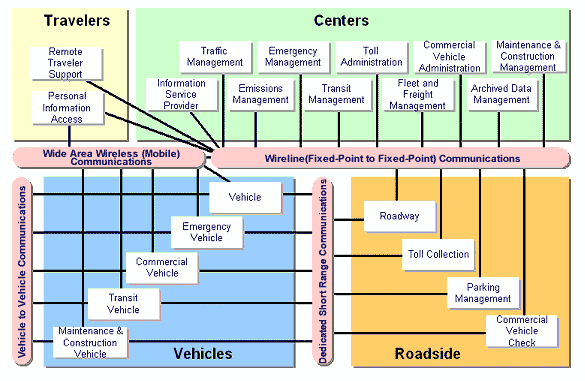 Travelers
Centers
Remote
Traveler
Support
Personal
Information
Access
Traffic
Management
Emergency
Management
Toll
Administration
Commercial
Vehicle
Administration
Maintenance &
Construction
Management
Information
Service
Provider
Emissions
Management
Transit
Management
Fleet and
Freight
Management
Archived Data
Management
Wide Area Wireless (Mobile)
Communications
Wireline(Fixed-Point to Fixed-Point) Communications
Vehicle to Vehicle Communications
Vehicle
Emergency
Vehicle
Commercial
Vehicle
Transit
Vehicle
Maintenance &
Construction
Vehicle
Vehicles
Dedicated Short Range Communications
Roadway
Toll Collection
Parking
Management
Commercial
Vehicle
Check
Roadside